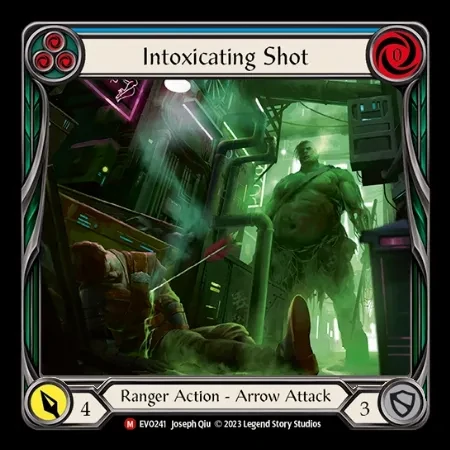 Intoxicating Shot
0
4
Ranger Action - Arrow Attack
3
M EVO241 Joseph Qiu © 2023 Legend Story Studios